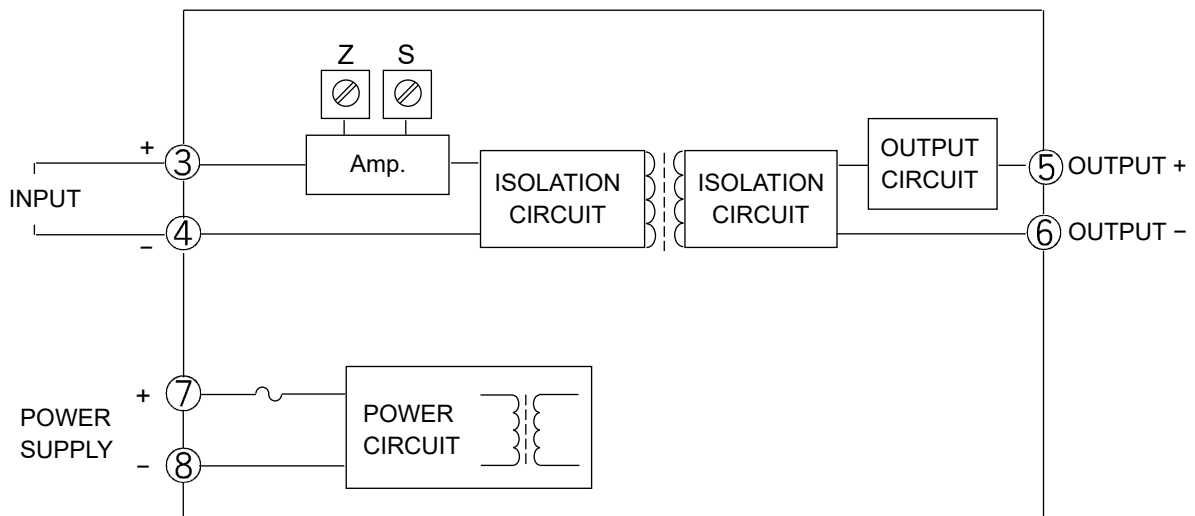 Z S
+ 3
Amp.
INPUT
ISOLATION
CIRCUIT
ISOLATION
CIRCUIT
OUTPUT
CIRCUIT
5 OUTPUT +
− 4
6 OUTPUT −
+ 7
POWER
SUPPLY
POWER
CIRCUIT
− 8